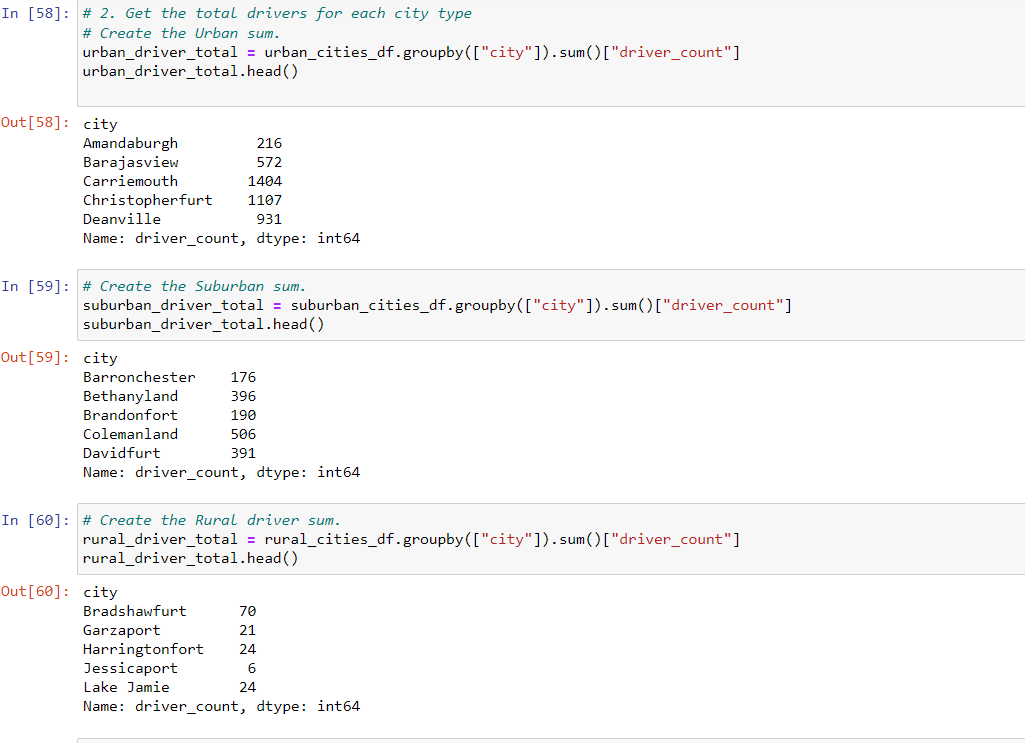 In [58]: # 2. Get the total drivers for each city type
# Create the Urban sum.
urban_driver_total = urban_cities_df.groupby(["city"]).sum()["driver_count"]
urban_driver_total.head()
Out[58]: city
Amandaburgh 216
Barajasview 572
Carriemouth 1404
Christopherfurt 1107
Deanville 931
Name: driver_count, dtype: int64
In [59]: # Create the Suburban sum.
suburban_driver_total = suburban_cities_df.groupby(["city"]).sum()["driver_count"]
suburban_driver_total.head()
Out[59]: city
Barronchester 176
Bethanyland 396
Brandonfort 190
Colemanland 506
Davidfurt 391
Name: driver_count, dtype: int64
In [60]: # Create the Rural driver sum.
rural_driver_total = rural_cities_df.groupby(["city"]).sum()["driver_count"]
rural_driver_total.head()
Out[60]: city
Bradshawfurt 70
Garzaport 21
Harringtonfort 24
Jessicaport 6
Lake Jamie 24
Name: driver_count, dtype: int64